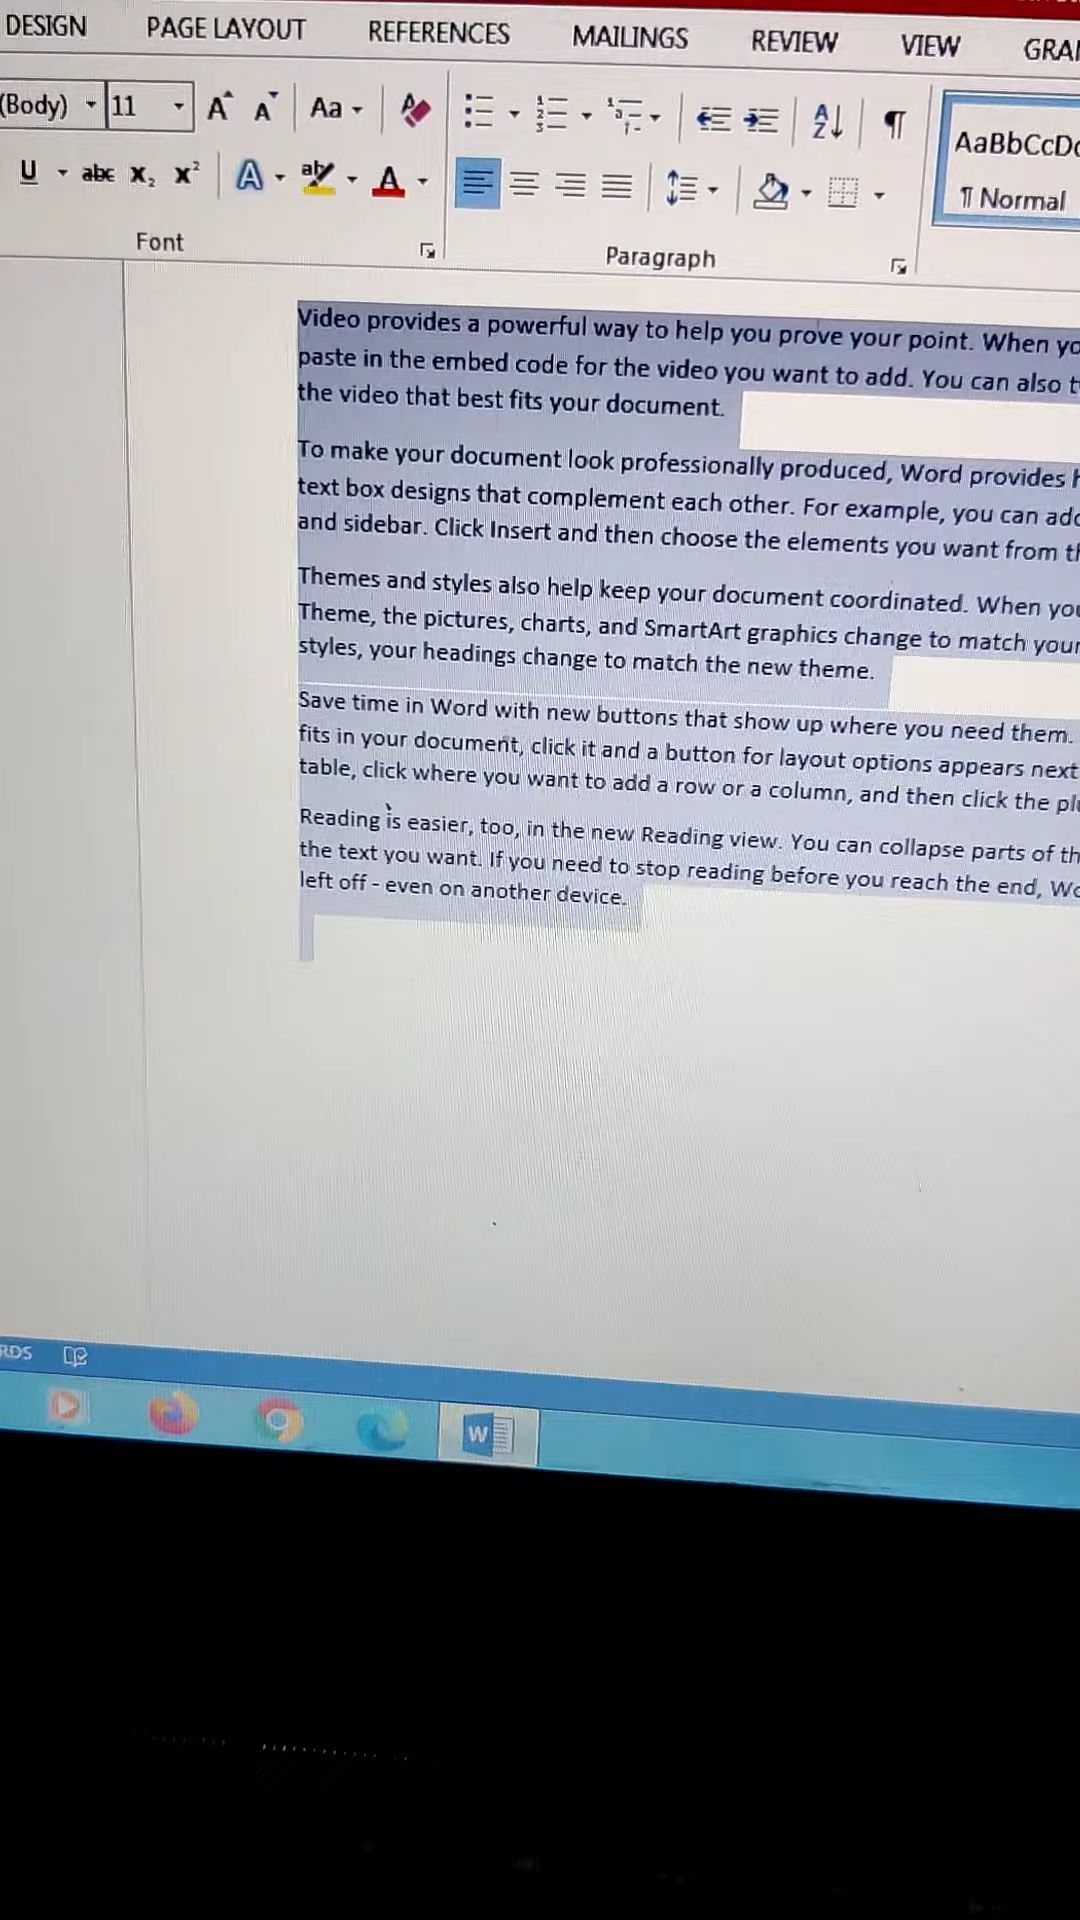 DESIGN PAGE LAYOUT REFERENCES MAILINGS REVIEW VIEW
(Body) 11 A A Aa AaBbCcD
U abc X₂ X² A ab A ¶ Normal
Font Paragraph
Video provides a powerful way to help you prove your point. When
paste in the embed code for the video you want to add. You can also
the video that best fits your document.
To make your document look professionally produced, Word provides
text box designs that complement each other. For example, you can
and sidebar. Click Insert and then choose the elements you want from
Themes and styles also help keep your document coordinated. When
Theme, the pictures, charts, and SmartArt graphics change to match your
styles, your headings change to match the new theme.
Save time in Word with new buttons that show up where you need them.
fits in your document, click it and a button for layout options appears next
table, click where you want to add a row or a column, and then click the
Reading is easier, too, in the new Reading view. You can collapse parts of
the text you want. If you need to stop reading before you reach the end,
left off - even on another device.
RDS
W